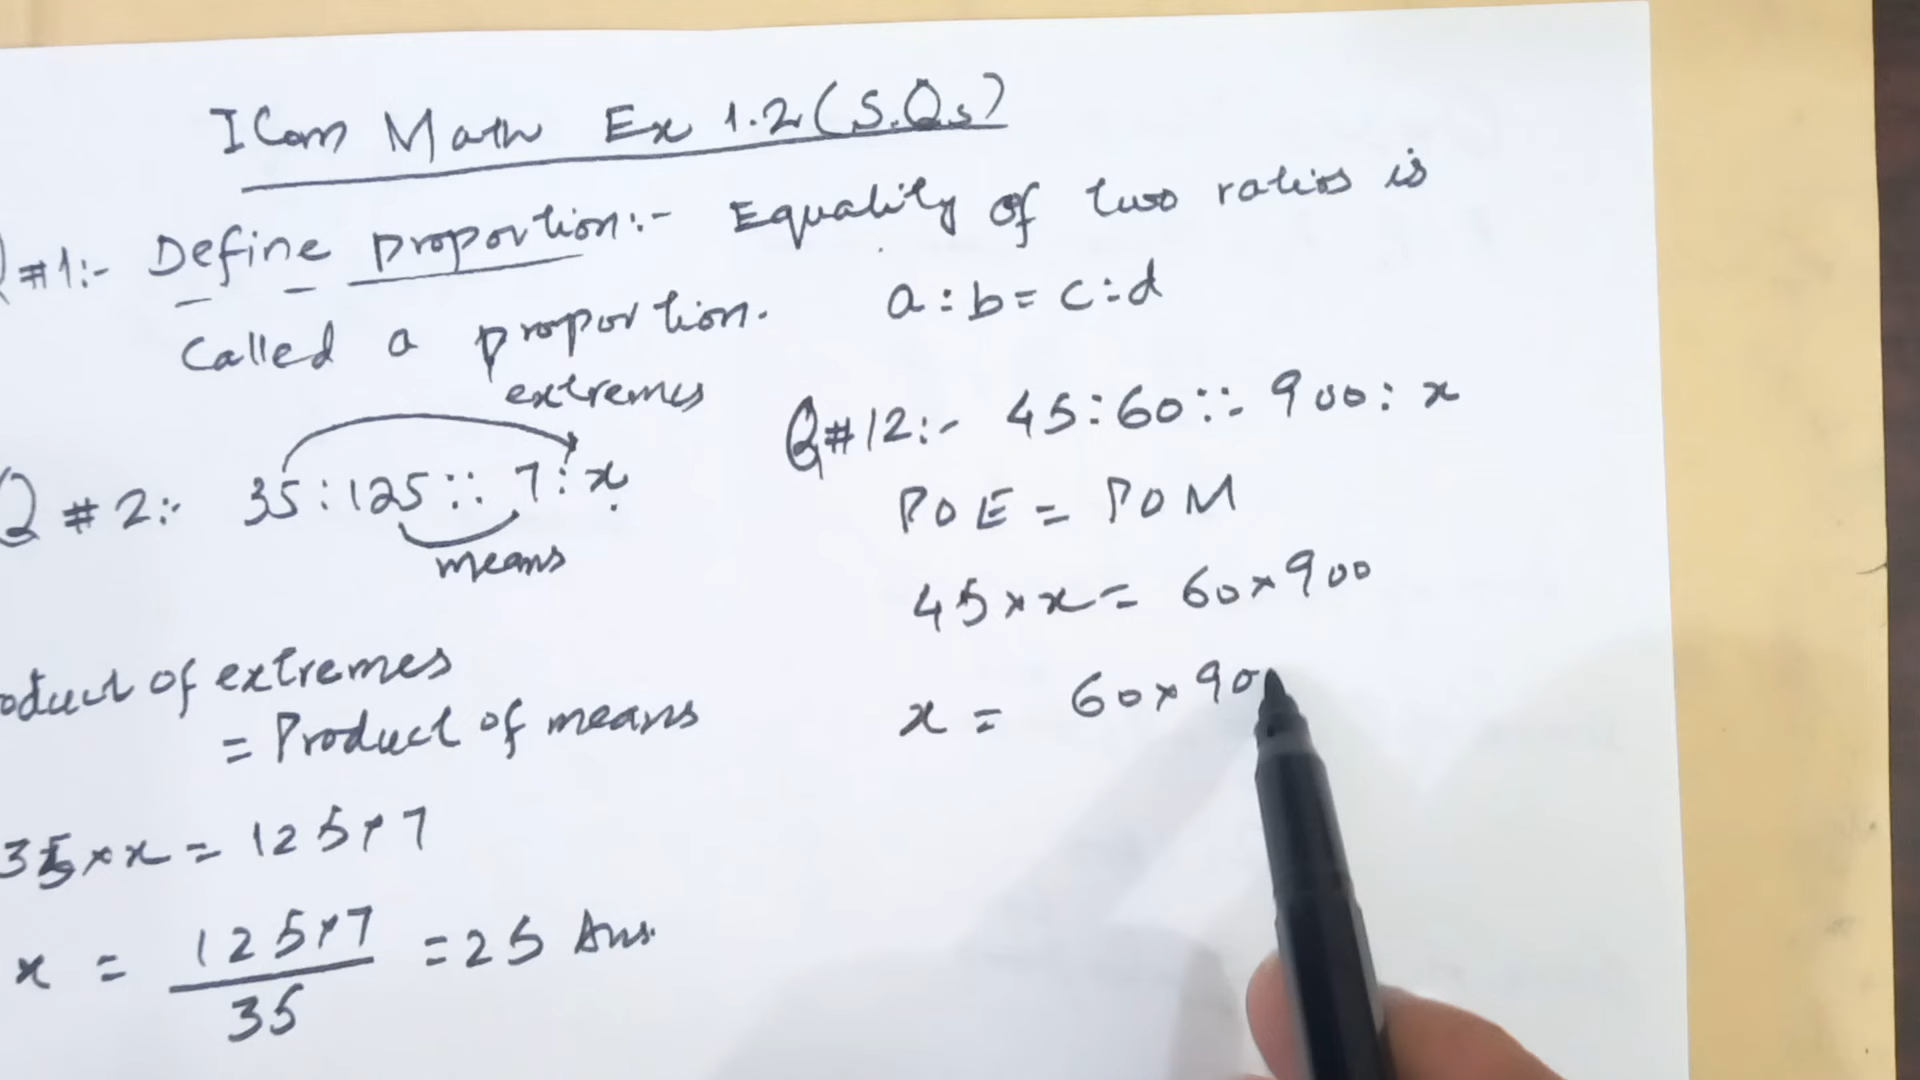 ICom Math Ex 1.2 (S.Qs)
#1:- Define proportion:- Equality of two ratios is
Called a proportion. a : b = c : d
extremes
Q #2:- 35 : 125 :: 7 : x
means
oduct of extremes
= Product of means
35 × x = 125 × 7
x = 125 × 7 / 35 = 25 Ans.
Q#12:- 45 : 60 :: 900 : x
POE = POM
45 × x = 60 × 900
x = 60 × 90